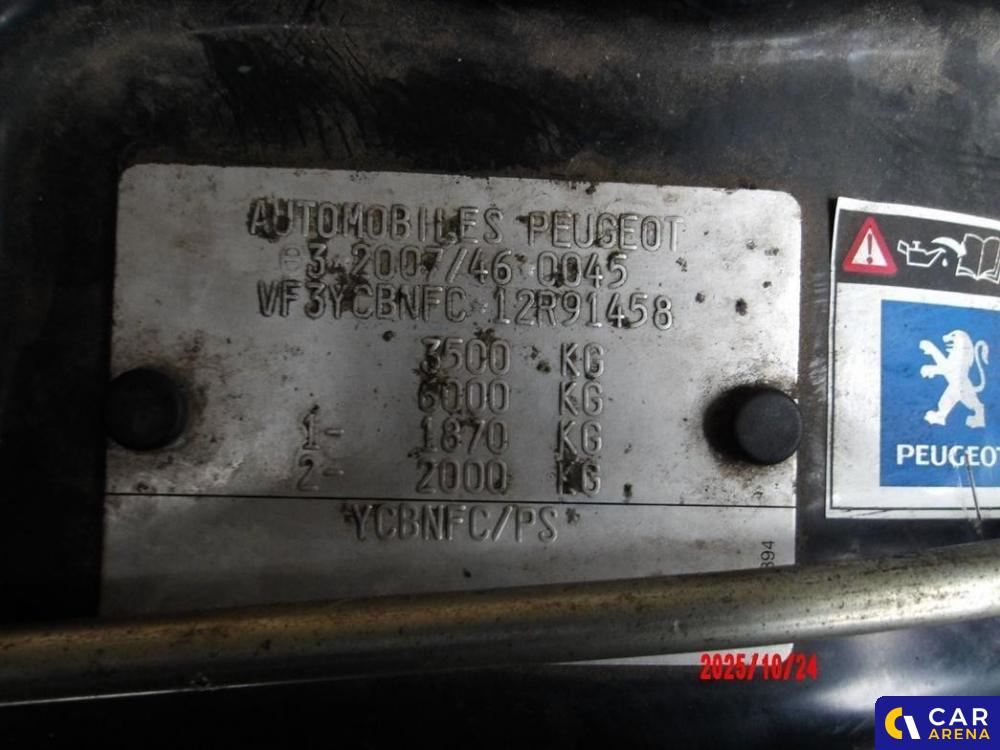 AUTOMOBILES PEUGEOT
e3*2007/46*0045
VF3YCBNFC 12R91458
3500 KG
6000 KG
1- 1870 KG
2- 2000 KG
*YCBNFC/PS*
894
PEUGEOT
2025/10/24
CAR
ARENA